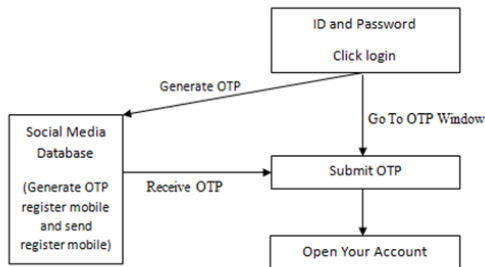 ID and Password
Click login
Generate OTP
Go To OTP Window
Social Media
Database
(Generate OTP
register mobile
and send
register mobile)
Receive OTP
Submit OTP
Open Your Account